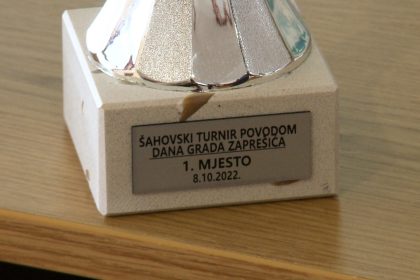 ŠAHOVSKI TURNIR POVODOM
DANA GRADA ZAPREŠIĆA
1. MJESTO
8.10.2022.